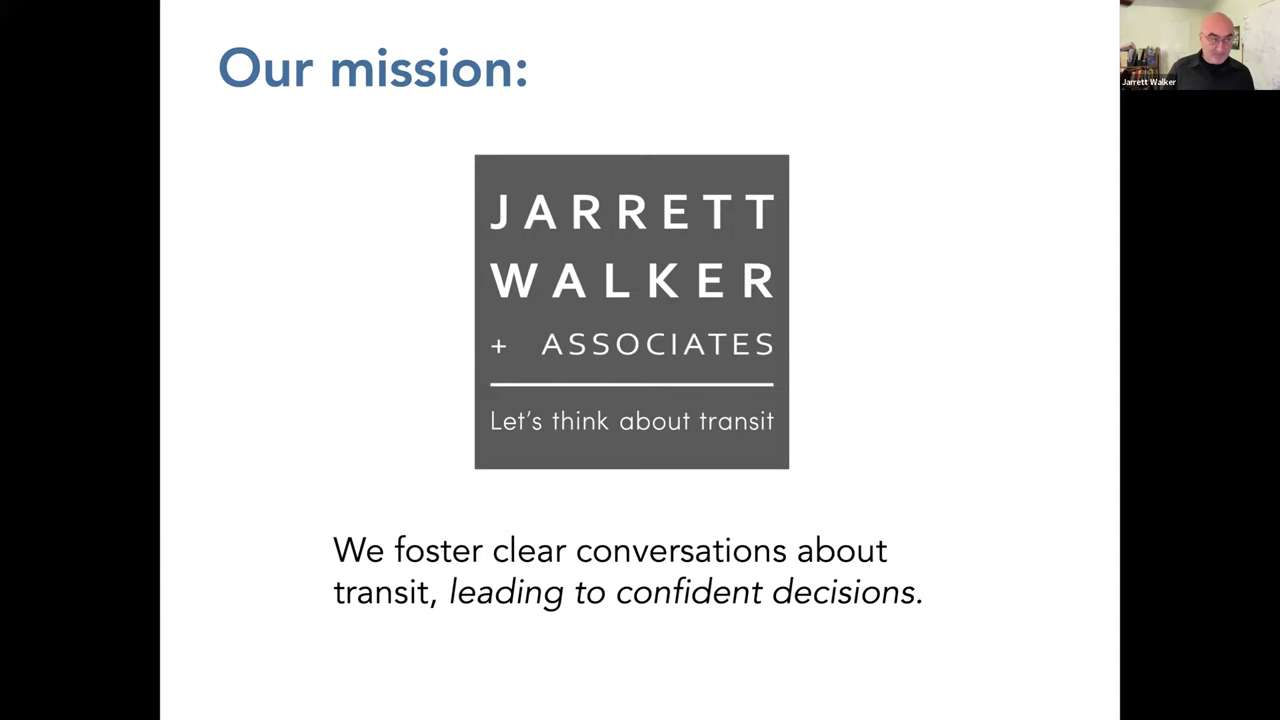 Our mission:
Jarrett Walker
JARRETT
WALKER
+ ASSOCIATES
Let's think about transit
We foster clear conversations about
transit, leading to confident decisions.